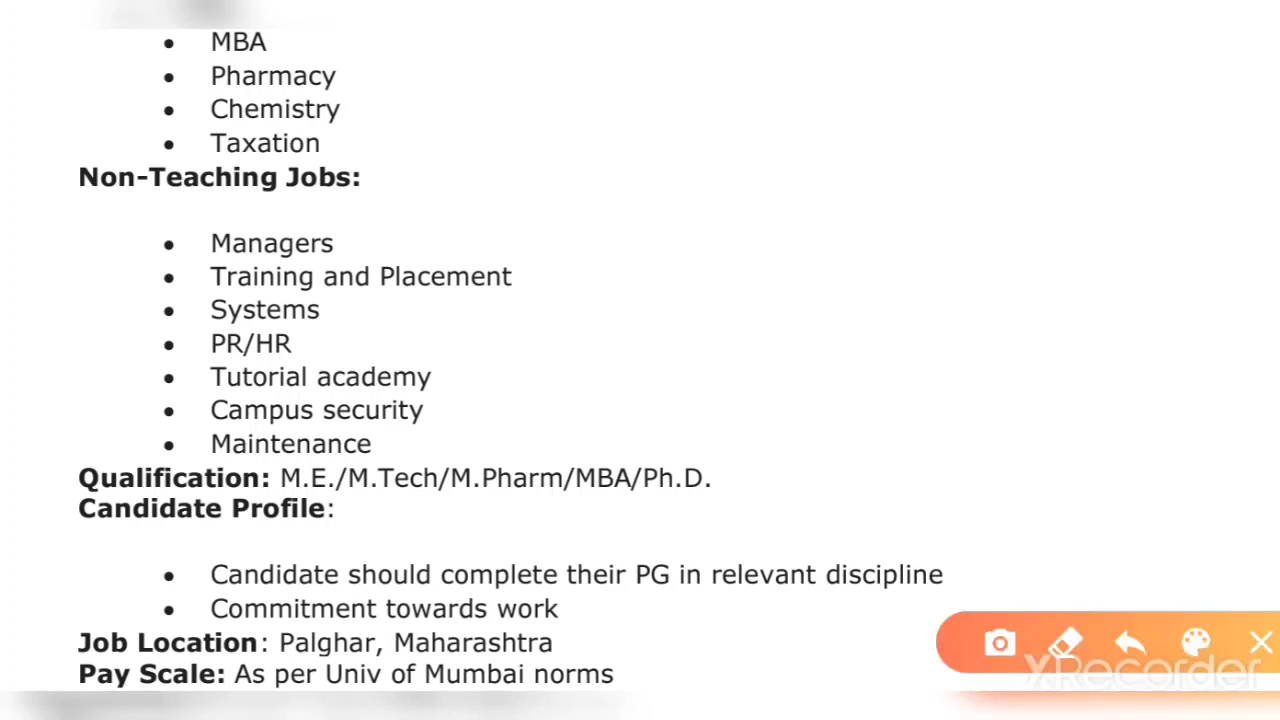 • MBA
• Pharmacy
• Chemistry
• Taxation
Non-Teaching Jobs:
• Managers
• Training and Placement
• Systems
• PR/HR
• Tutorial academy
• Campus security
• Maintenance
Qualification: M.E./M.Tech/M.Pharm/MBA/Ph.D.
Candidate Profile:
• Candidate should complete their PG in relevant discipline
• Commitment towards work
Job Location: Palghar, Maharashtra
Pay Scale: As per Univ of Mumbai norms
XRecorder